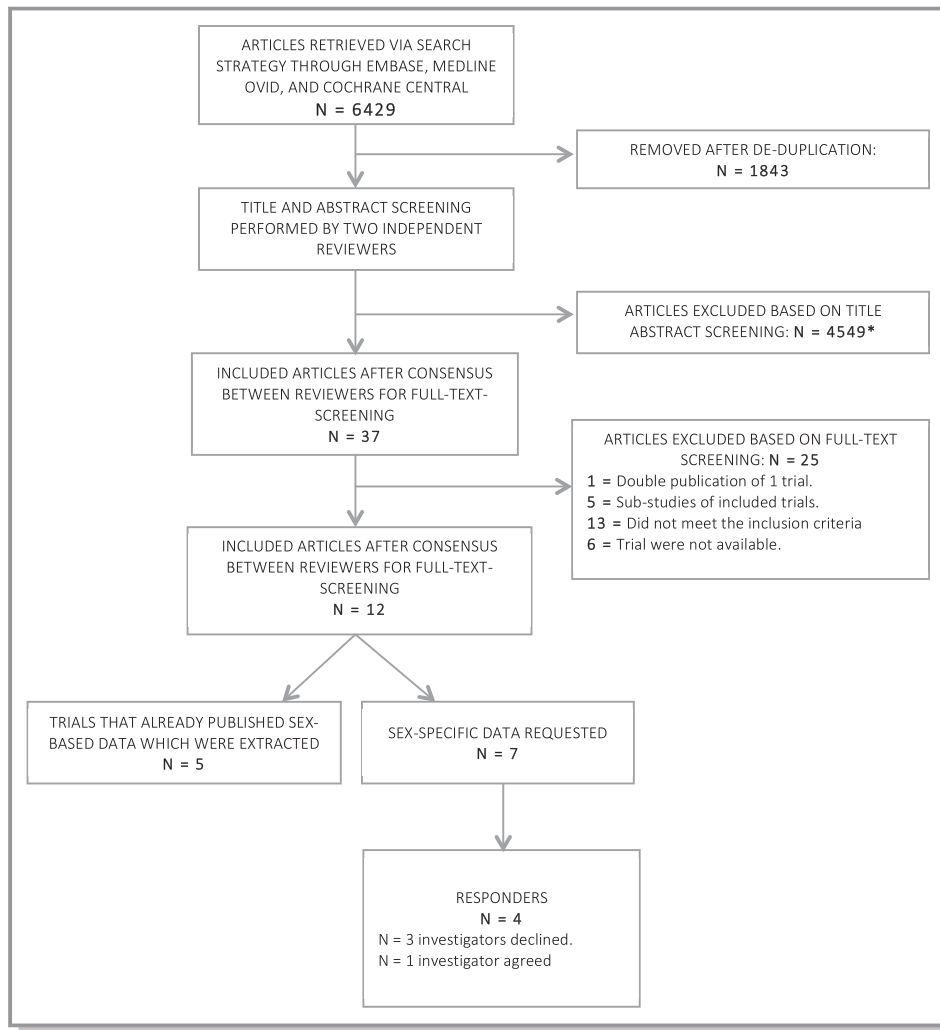 ARTICLES RETRIEVED VIA SEARCH
STRATEGY THROUGH EMBASE, MEDLINE
OVID, AND COCHRANE CENTRAL
N = 6429
REMOVED AFTER DE-DUPLICATION:
N = 1843
TITLE AND ABSTRACT SCREENING
PERFORMED BY TWO INDEPENDENT
REVIEWERS
ARTICLES EXCLUDED BASED ON TITLE
ABSTRACT SCREENING: N = 4549*
INCLUDED ARTICLES AFTER CONSENSUS
BETWEEN REVIEWERS FOR FULL-TEXT-
SCREENING
N = 37
ARTICLES EXCLUDED BASED ON FULL-TEXT
SCREENING: N = 25
1 = Double publication of 1 trial.
5 = Sub-studies of included trials.
13 = Did not meet the inclusion criteria
6 = Trial were not available.
INCLUDED ARTICLES AFTER CONSENSUS
BETWEEN REVIEWERS FOR FULL-TEXT-
SCREENING
N = 12
TRIALS THAT ALREADY PUBLISHED SEX-
BASED DATA WHICH WERE EXTRACTED
N = 5
SEX-SPECIFIC DATA REQUESTED
N = 7
RESPONDERS
N = 4
N = 3 investigators declined.
N = 1 investigator agreed